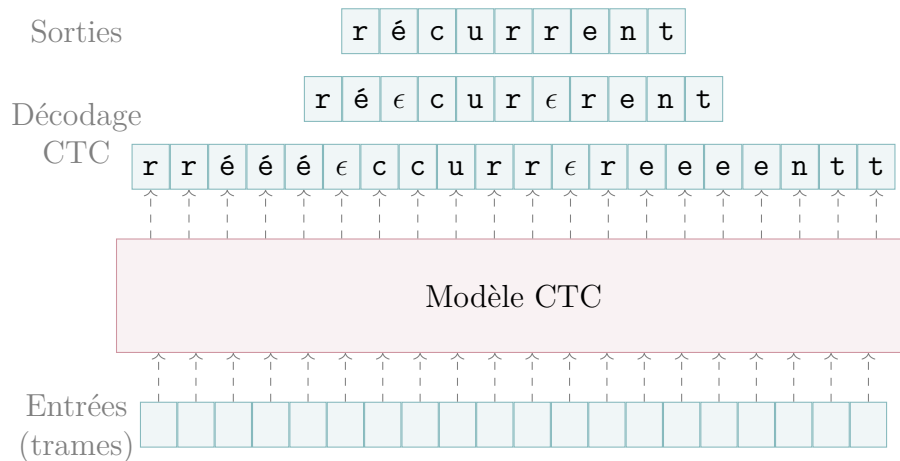 Sorties
r é c u r r e n t
r é ϵ c u r ϵ r e n t
Décodage
CTC
r r é é é ϵ c c u r r ϵ r e e e e n t t
Modèle CTC
Entrées
(trames)